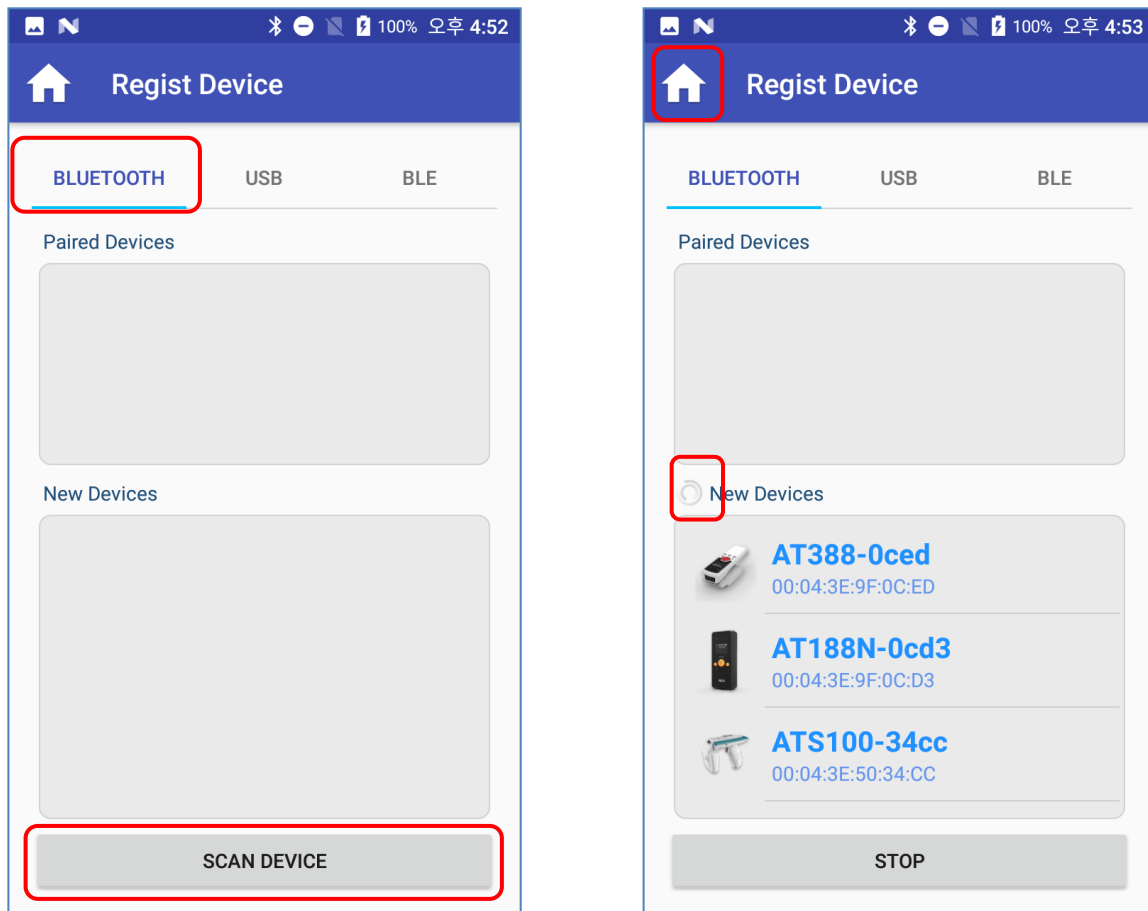 100% 오후 4:52
Regist Device
BLUETOOTH USB BLE
Paired Devices
New Devices
SCAN DEVICE
100% 오후 4:53
Regist Device
BLUETOOTH USB BLE
Paired Devices
New Devices
AT388-0ced
00:04:3E:9F:0C:ED
AT188N-0cd3
00:04:3E:9F:0C:D3
ATS100-34cc
00:04:3E:50:34:CC
STOP